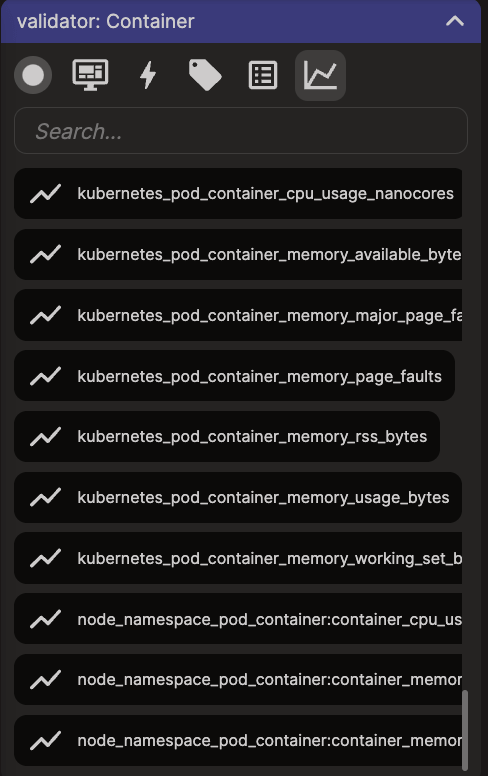 validator: Container
Search...
kubernetes_pod_container_cpu_usage_nanocores
kubernetes_pod_container_memory_available_byte
kubernetes_pod_container_memory_major_page_fa
kubernetes_pod_container_memory_page_faults
kubernetes_pod_container_memory_rss_bytes
kubernetes_pod_container_memory_usage_bytes
kubernetes_pod_container_memory_working_set_b
node_namespace_pod_container:container_cpu_us
node_namespace_pod_container:container_memor
node_namespace_pod_container:container_memor